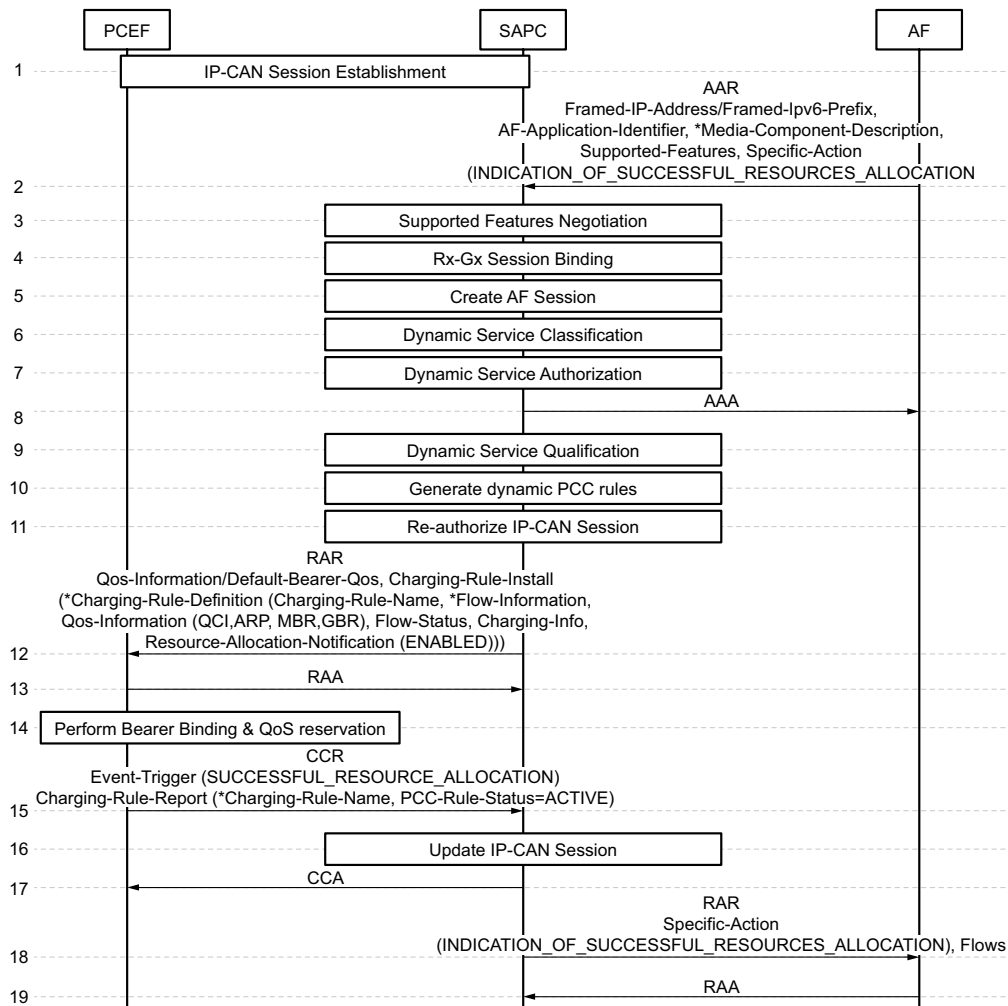 PCEF
SAPC
AF
1
IP-CAN Session Establishment
AAR
Framed-IP-Address/Framed-Ipv6-Prefix,
AF-Application-Identifier, *Media-Component-Description,
Supported-Features, Specific-Action
(INDICATION_OF_SUCCESSFUL_RESOURCES_ALLOCATION
2
3
Supported Features Negotiation
4
Rx-Gx Session Binding
5
Create AF Session
6
Dynamic Service Classification
7
Dynamic Service Authorization
AAA
8
9
Dynamic Service Qualification
10
Generate dynamic PCC rules
11
Re-authorize IP-CAN Session
RAR
Qos-Information/Default-Bearer-Qos, Charging-Rule-Install
(*Charging-Rule-Definition (Charging-Rule-Name, *Flow-Information,
Qos-Information (QCI,ARP, MBR,GBR), Flow-Status, Charging-Info,
Resource-Allocation-Notification (ENABLED)))
12
RAA
13
14
Perform Bearer Binding & QoS reservation
CCR
Event-Trigger (SUCCESSFUL_RESOURCE_ALLOCATION)
Charging-Rule-Report (*Charging-Rule-Name, PCC-Rule-Status=ACTIVE)
15
16
Update IP-CAN Session
CCA
17
RAR
Specific-Action
(INDICATION_OF_SUCCESSFUL_RESOURCES_ALLOCATION), Flows
18
RAA
19